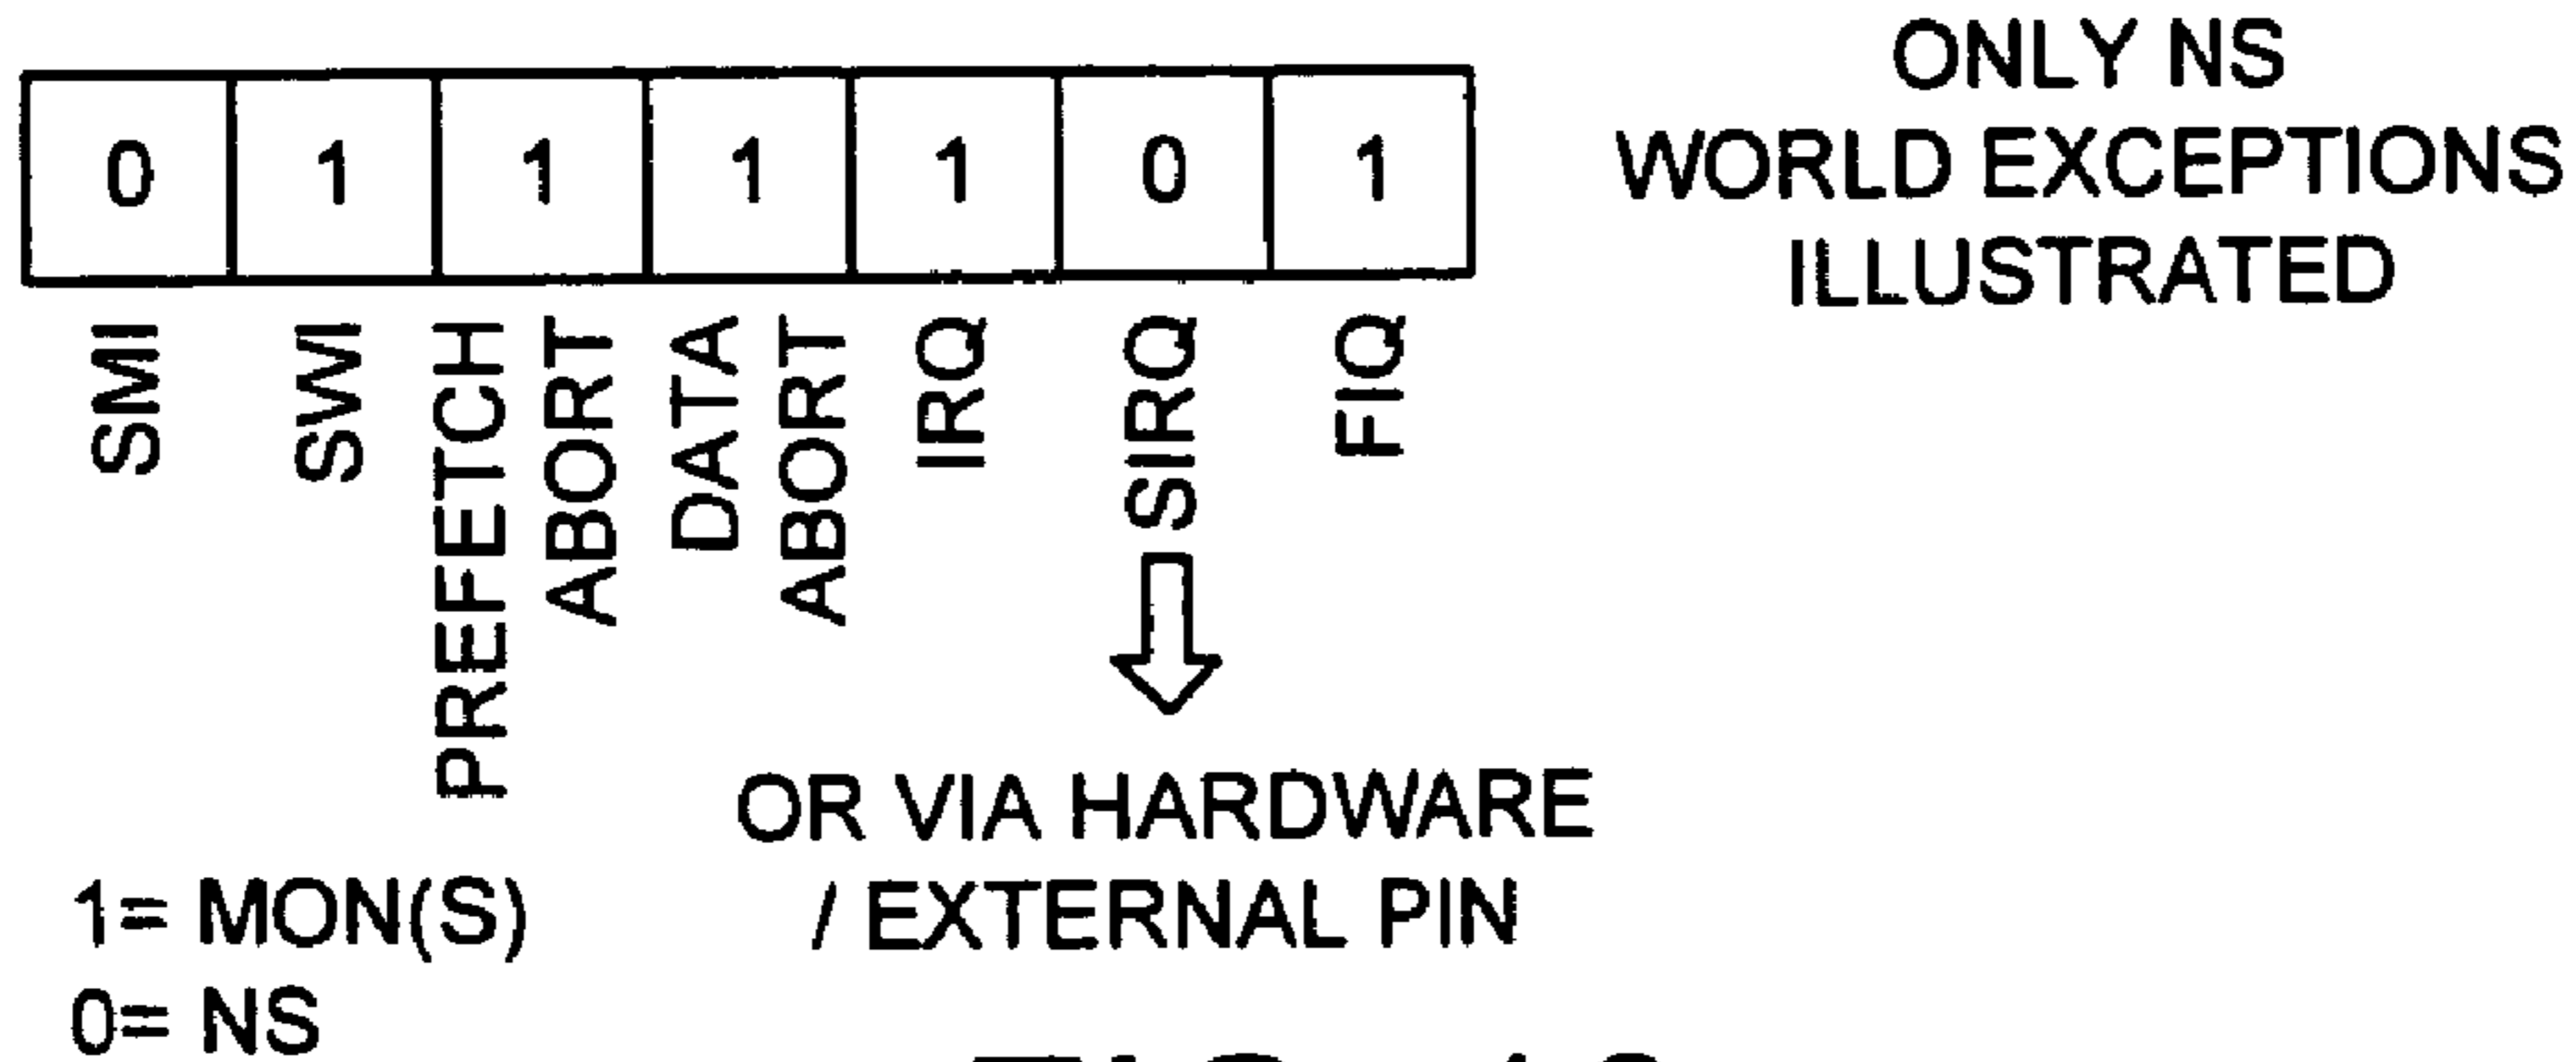 ONLY NS
WORLD EXCEPTIONS
ILLUSTRATED
0 1 1 1 1 0 1
SMI
SWI
PREFETCH
ABORT
DATA
ABORT
IRQ
SIRQ
FIQ
OR VIA HARDWARE
/ EXTERNAL PIN
1= MON(S)
0= NS